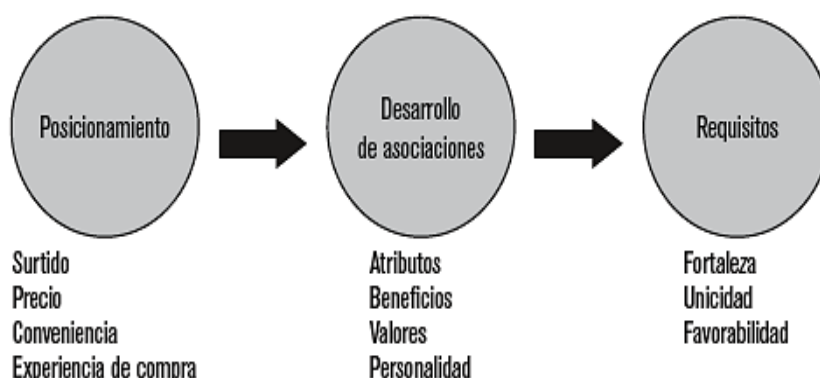 Posicionamiento
Desarrollo
de asociaciones
Requisitos
Surtido
Precio
Conveniencia
Experiencia de compra
Atributos
Beneficios
Valores
Personalidad
Fortaleza
Unicidad
Favorabilidad